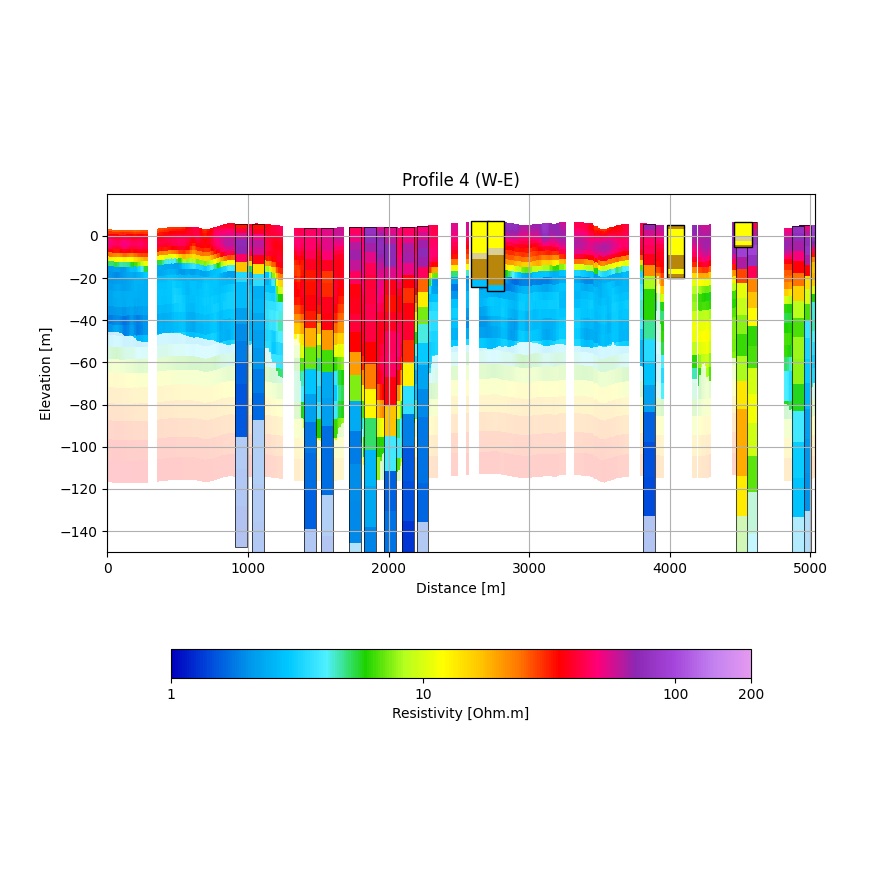 Profile 4 (W-E)
0
−20
−40
−60
−80
−100
−120
−140
Elevation [m]
0 1000 2000 3000 4000 5000
Distance [m]
1 10 100 200
Resistivity [Ohm.m]